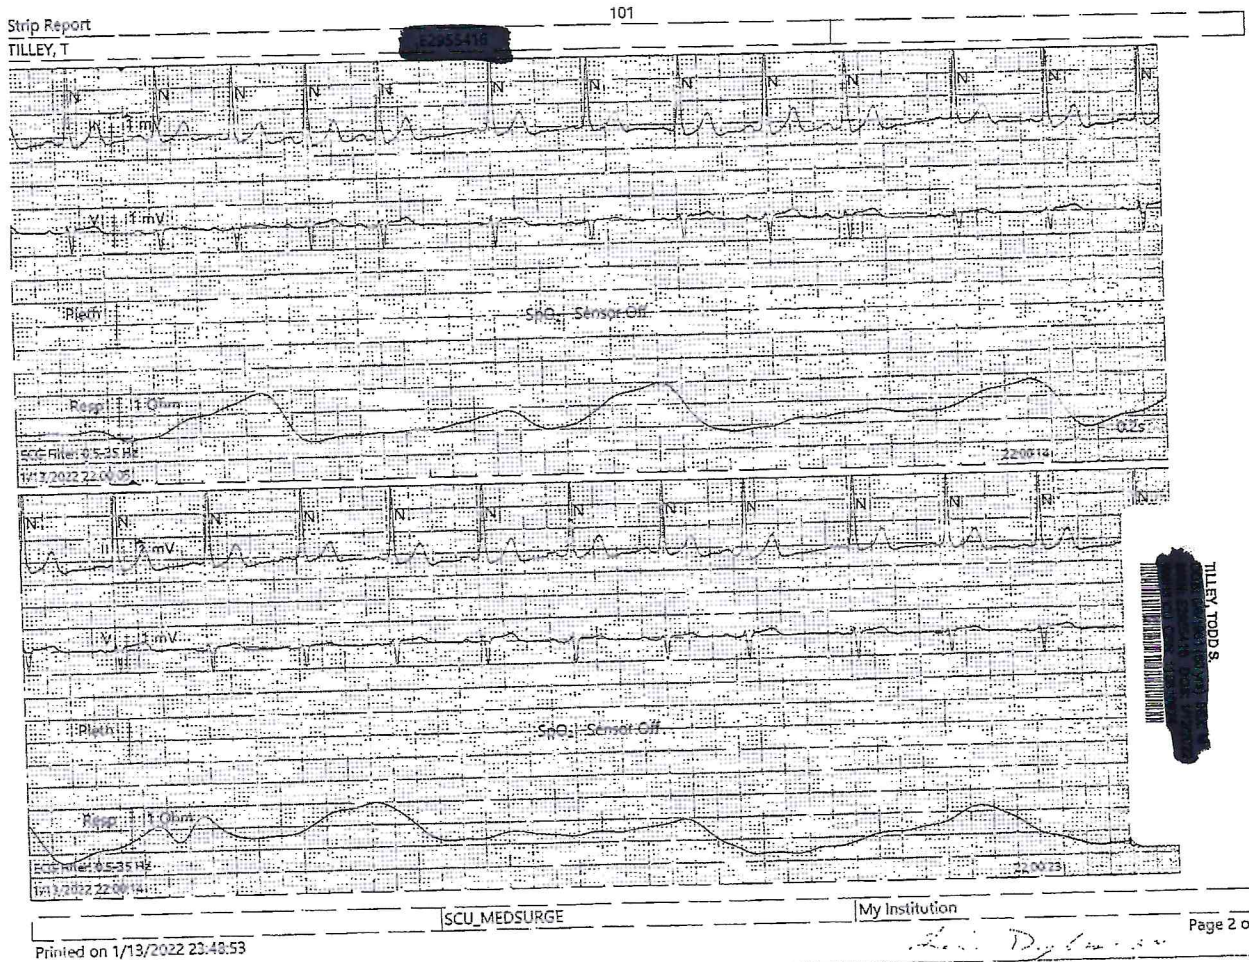 101
Strip Report
TILLEY, T
N N N N N N N N N N N N N
II 1 mV
V 1 mV
Pleth
SpO₂ Sensor Off
Resp 1 Ohm
0.2s
ECG Filter: 0.5-35 Hz
22:00:14
1/13/2022 22:00:05
N N N N N N N N N N N N N
II mV
V 1 mV
Pleth
SpO₂ Sensor Off
Resp 1 Ohm
ECG Filter: 0.5-35 Hz
22:00:23
1/13/2022 22:00:14
TILLEY, TODD S.
SCU_MEDSURGE
My Institution
Printed on 1/13/2022 23:48:53
Page 2 o